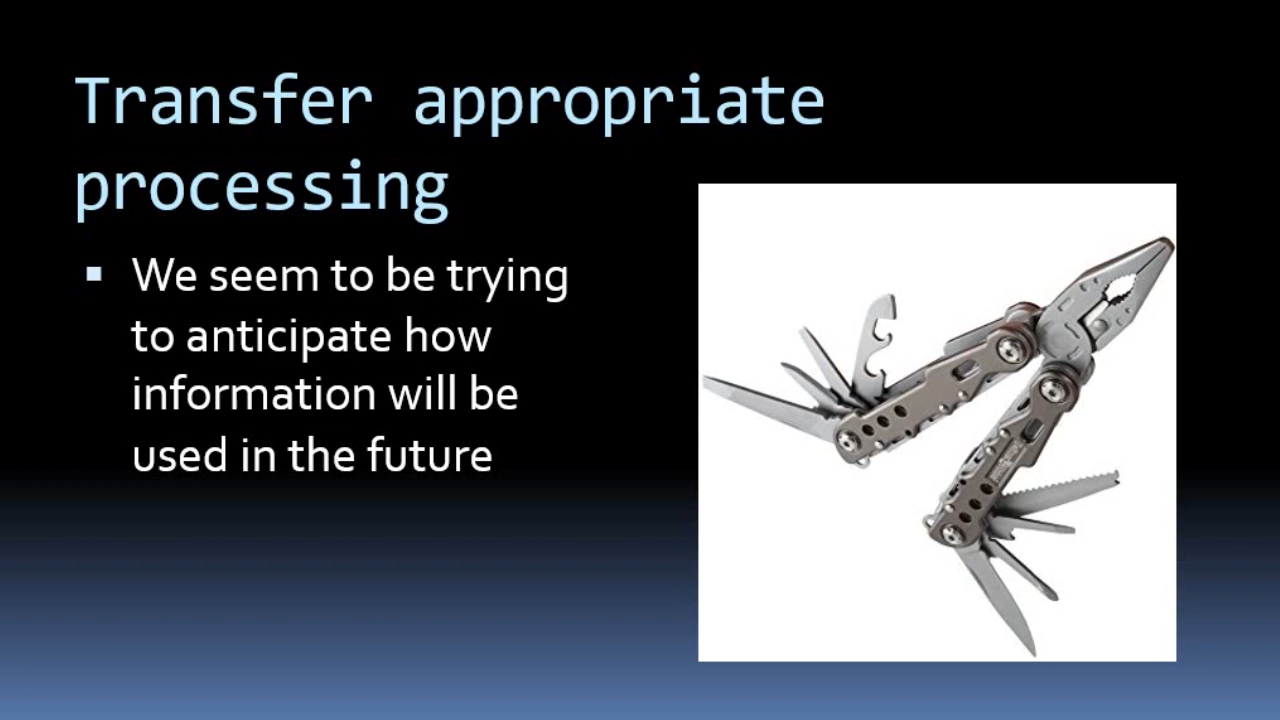 Transfer appropriate
processing
We seem to be trying
to anticipate how
information will be
used in the future